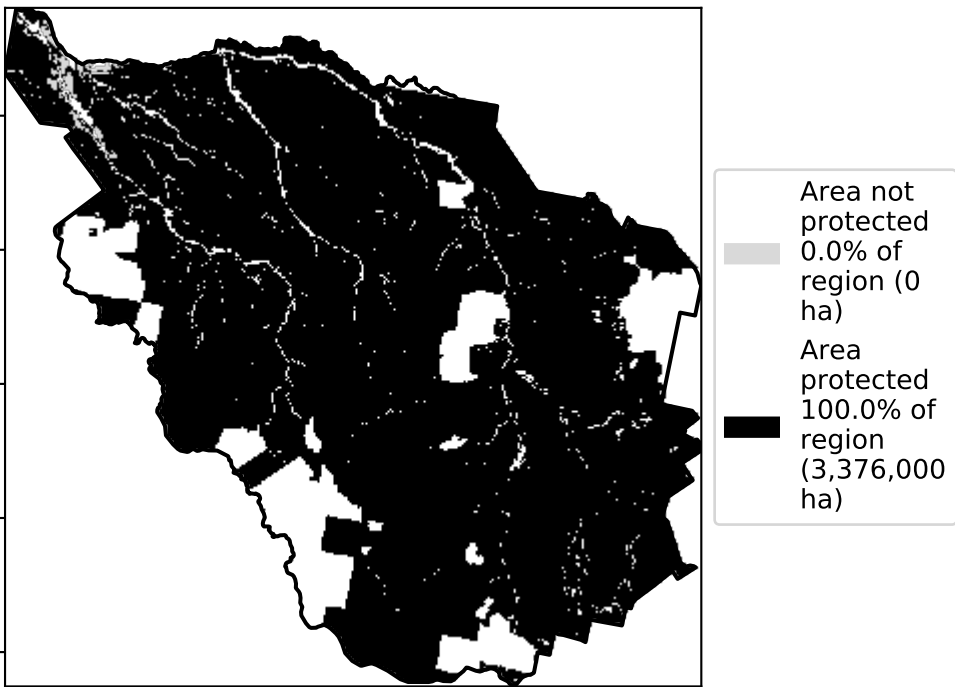 Area not
protected
0.0% of
region (0
ha)
Area
protected
100.0% of
region
(3,376,000
ha)